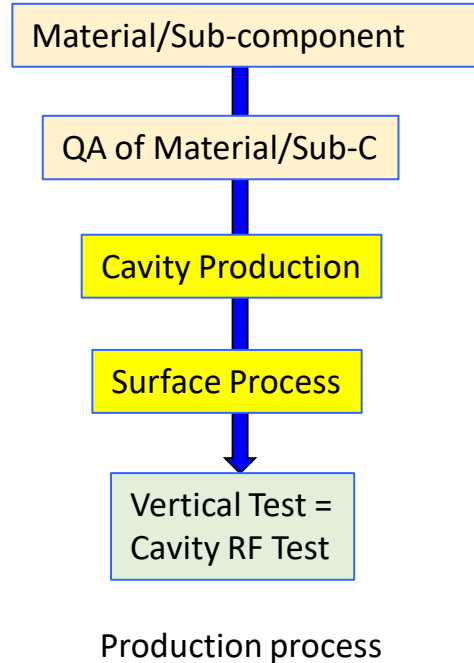 Material/Sub-component
QA of Material/Sub-C
Cavity Production
Surface Process
Vertical Test =
Cavity RF Test
Production process